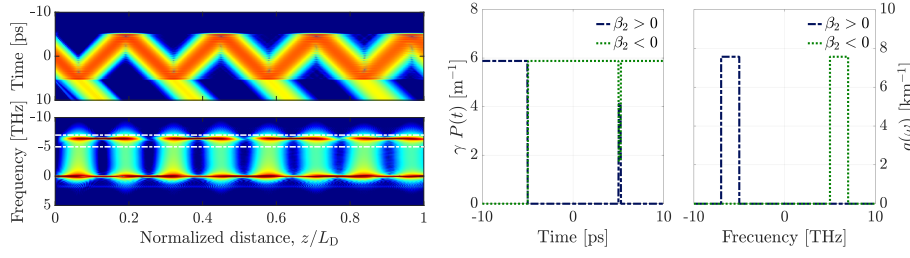 -10
0
10
Time [ps]
-10
-5
0
5
Frequency [THz]
0
0.2
0.4
0.6
0.8
1
Normalized distance, z/L_D
8
6
4
2
0
γ P(t) [m⁻¹]
β₂ > 0
β₂ < 0
-10
0
10
Time [ps]
β₂ > 0
β₂ < 0
10
8
6
4
2
0
g(ω) [km⁻¹]
-10
0
10
Frecuency [THz]